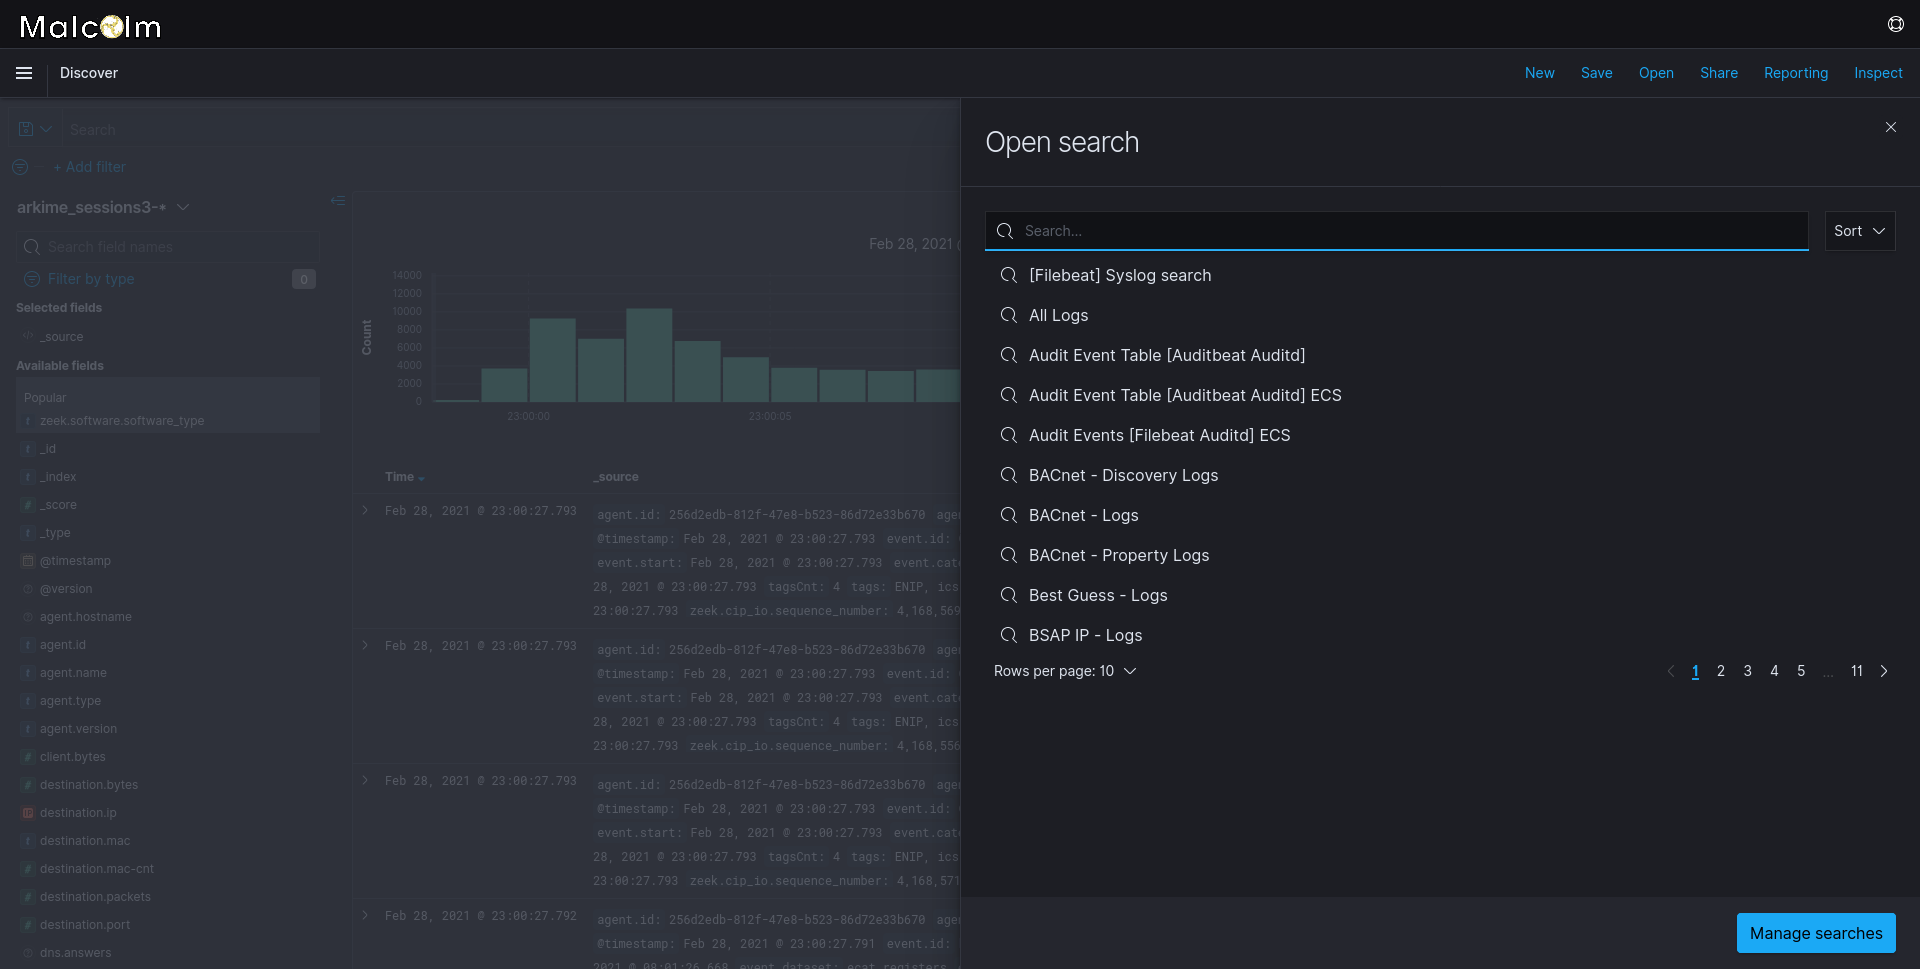 Malcolm
Discover
New Save Open Share Reporting Inspect
Search
+ Add filter
arkime_sessions3-*
Search field names
Filter by type 0
Selected fields
_source
Available fields
Popular
t zeek.software.software_type
t _id
t _index
# _score
t _type
@timestamp
@version
agent.hostname
t agent.id
t agent.name
t agent.type
t agent.version
# client.bytes
# destination.bytes
destination.ip
t destination.mac
# destination.mac-cnt
# destination.packets
# destination.port
dns.answers
Feb 28, 2021
Count
14000
12000
10000
8000
6000
4000
2000
0
23:00:00 23:00:05
Time _source
Feb 28, 2021 @ 23:00:27.793
agent.id: 256d2edb-812f-47e8-b523-86d72e33b670
@timestamp: Feb 28, 2021 @ 23:00:27.793 event.id:
event.start: Feb 28, 2021 @ 23:00:27.793
28, 2021 @ 23:00:27.793 tagsCnt: 4 tags: ENIP, ics
23:00:27.793 zeek.cip_io.sequence_number: 4,168,569
Feb 28, 2021 @ 23:00:27.793
agent.id: 256d2edb-812f-47e8-b523-86d72e33b670
@timestamp: Feb 28, 2021 @ 23:00:27.793 event.id:
event.start: Feb 28, 2021 @ 23:00:27.793
28, 2021 @ 23:00:27.793 tagsCnt: 4 tags: ENIP, ics
23:00:27.793 zeek.cip_io.sequence_number: 4,168,556
Feb 28, 2021 @ 23:00:27.793
agent.id: 256d2edb-812f-47e8-b523-86d72e33b670
@timestamp: Feb 28, 2021 @ 23:00:27.793 event.id:
event.start: Feb 28, 2021 @ 23:00:27.793
28, 2021 @ 23:00:27.793 tagsCnt: 4 tags: ENIP, ics
23:00:27.793 zeek.cip_io.sequence_number: 4,168,571
Feb 28, 2021 @ 23:00:27.792
agent.id: 256d2edb-812f-47e8-b523-86d72e33b670
@timestamp: Feb 28, 2021 @ 23:00:27.791 event.id:
2021 @ 08:01:26.668 event.dataset: ecat_registers
Open search
Search...
Sort
[Filebeat] Syslog search
All Logs
Audit Event Table [Auditbeat Auditd]
Audit Event Table [Auditbeat Auditd] ECS
Audit Events [Filebeat Auditd] ECS
BACnet - Discovery Logs
BACnet - Logs
BACnet - Property Logs
Best Guess - Logs
BSAP IP - Logs
Rows per page: 10
1 2 3 4 5 ... 11
Manage searches